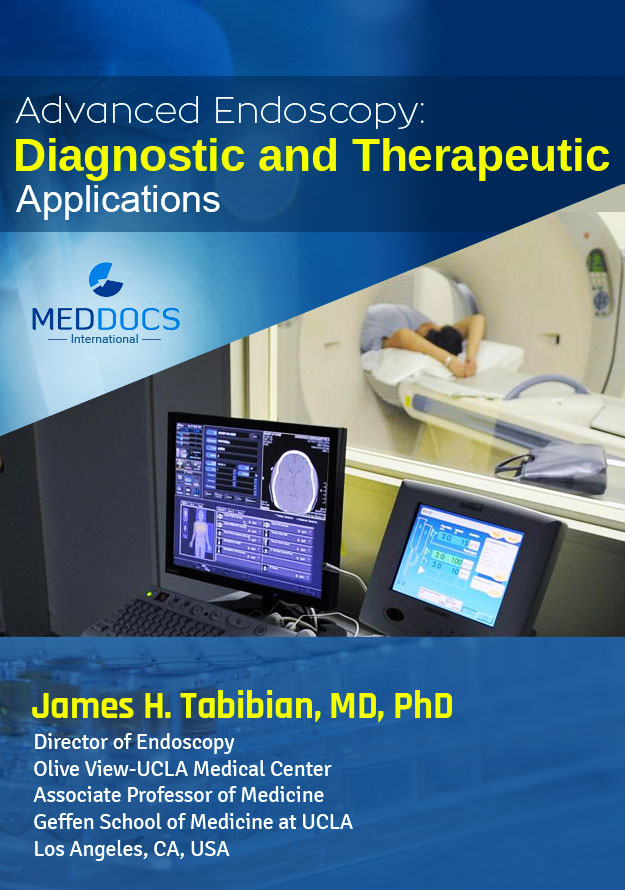 Advanced Endoscopy:
Diagnostic and Therapeutic
Applications
MEDDOCS
International
James H. Tabibian, MD, PhD
Director of Endoscopy
Olive View-UCLA Medical Center
Associate Professor of Medicine
Geffen School of Medicine at UCLA
Los Angeles, CA, USA